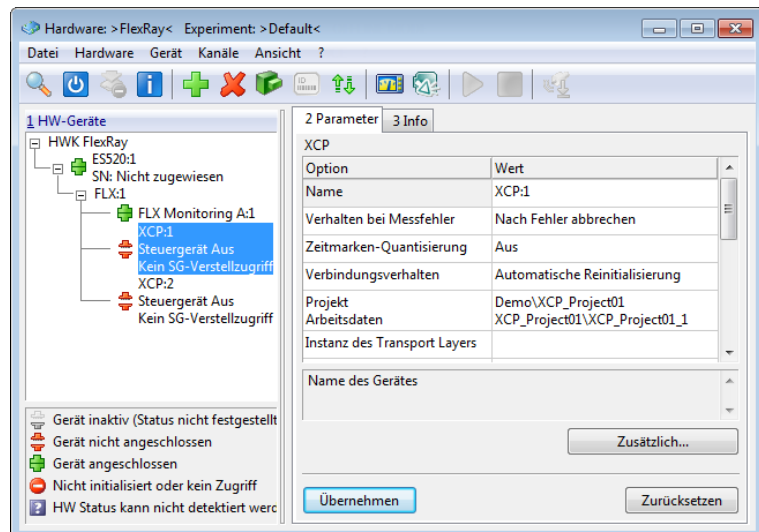 Hardware: >FlexRay<   Experiment: >Default<
Datei   Hardware   Gerät   Kanäle   Ansicht   ?
1 HW-Geräte
HWK FlexRay
ES520:1
SN: Nicht zugewiesen
FLX:1
FLX Monitoring A:1
XCP:1
Steuergerät Aus
Kein SG-Verstellzugriff
XCP:2
Steuergerät Aus
Kein SG-Verstellzugriff
Gerät inaktiv (Status nicht festgestellt
Gerät nicht angeschlossen
Gerät angeschlossen
Nicht initialisiert oder kein Zugriff
HW Status kann nicht detektiert werd
2 Parameter   3 Info
XCP
Option   Wert
Name   XCP:1
Verhalten bei Messfehler   Nach Fehler abbrechen
Zeitmarken-Quantisierung   Aus
Verbindungsverhalten   Automatische Reinitialisierung
Projekt   Demo\XCP_Project01
Arbeitsdaten   XCP_Project01\XCP_Project01_1
Instanz des Transport Layers
Name des Gerätes
Zusätzlich...
Übernehmen   Zurücksetzen